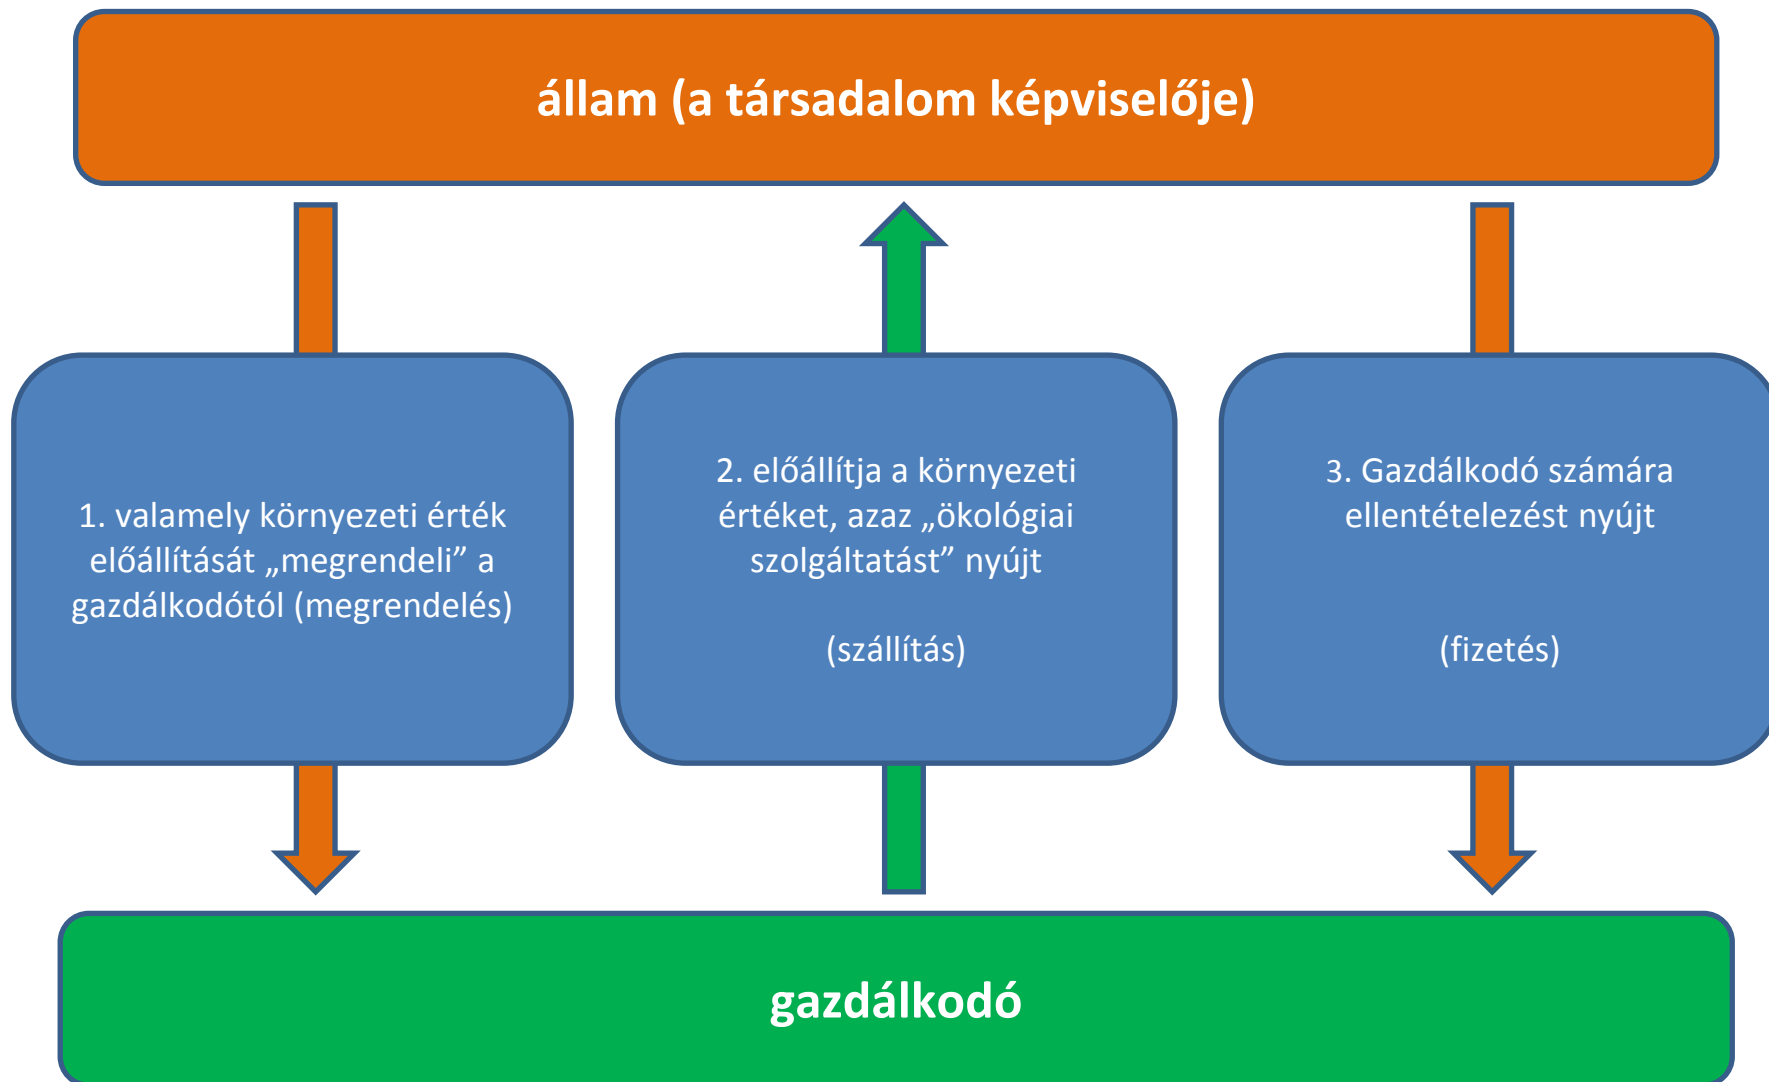 állam (a társadalom képviselője)
1. valamely környezeti érték
előállítását „megrendeli” a
gazdálkodótól (megrendelés)
2. előállítja a környezeti
értéket, azaz „ökológiai
szolgáltatást” nyújt
(szállítás)
3. Gazdálkodó számára
ellentételezést nyújt
(fizetés)
gazdálkodó